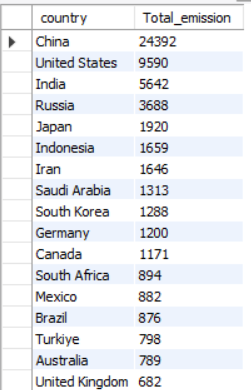 country Total_emission
China 24392
United States 9590
India 5642
Russia 3688
Japan 1920
Indonesia 1659
Iran 1646
Saudi Arabia 1313
South Korea 1288
Germany 1200
Canada 1171
South Africa 894
Mexico 882
Brazil 876
Turkiye 798
Australia 789
United Kingdom 682